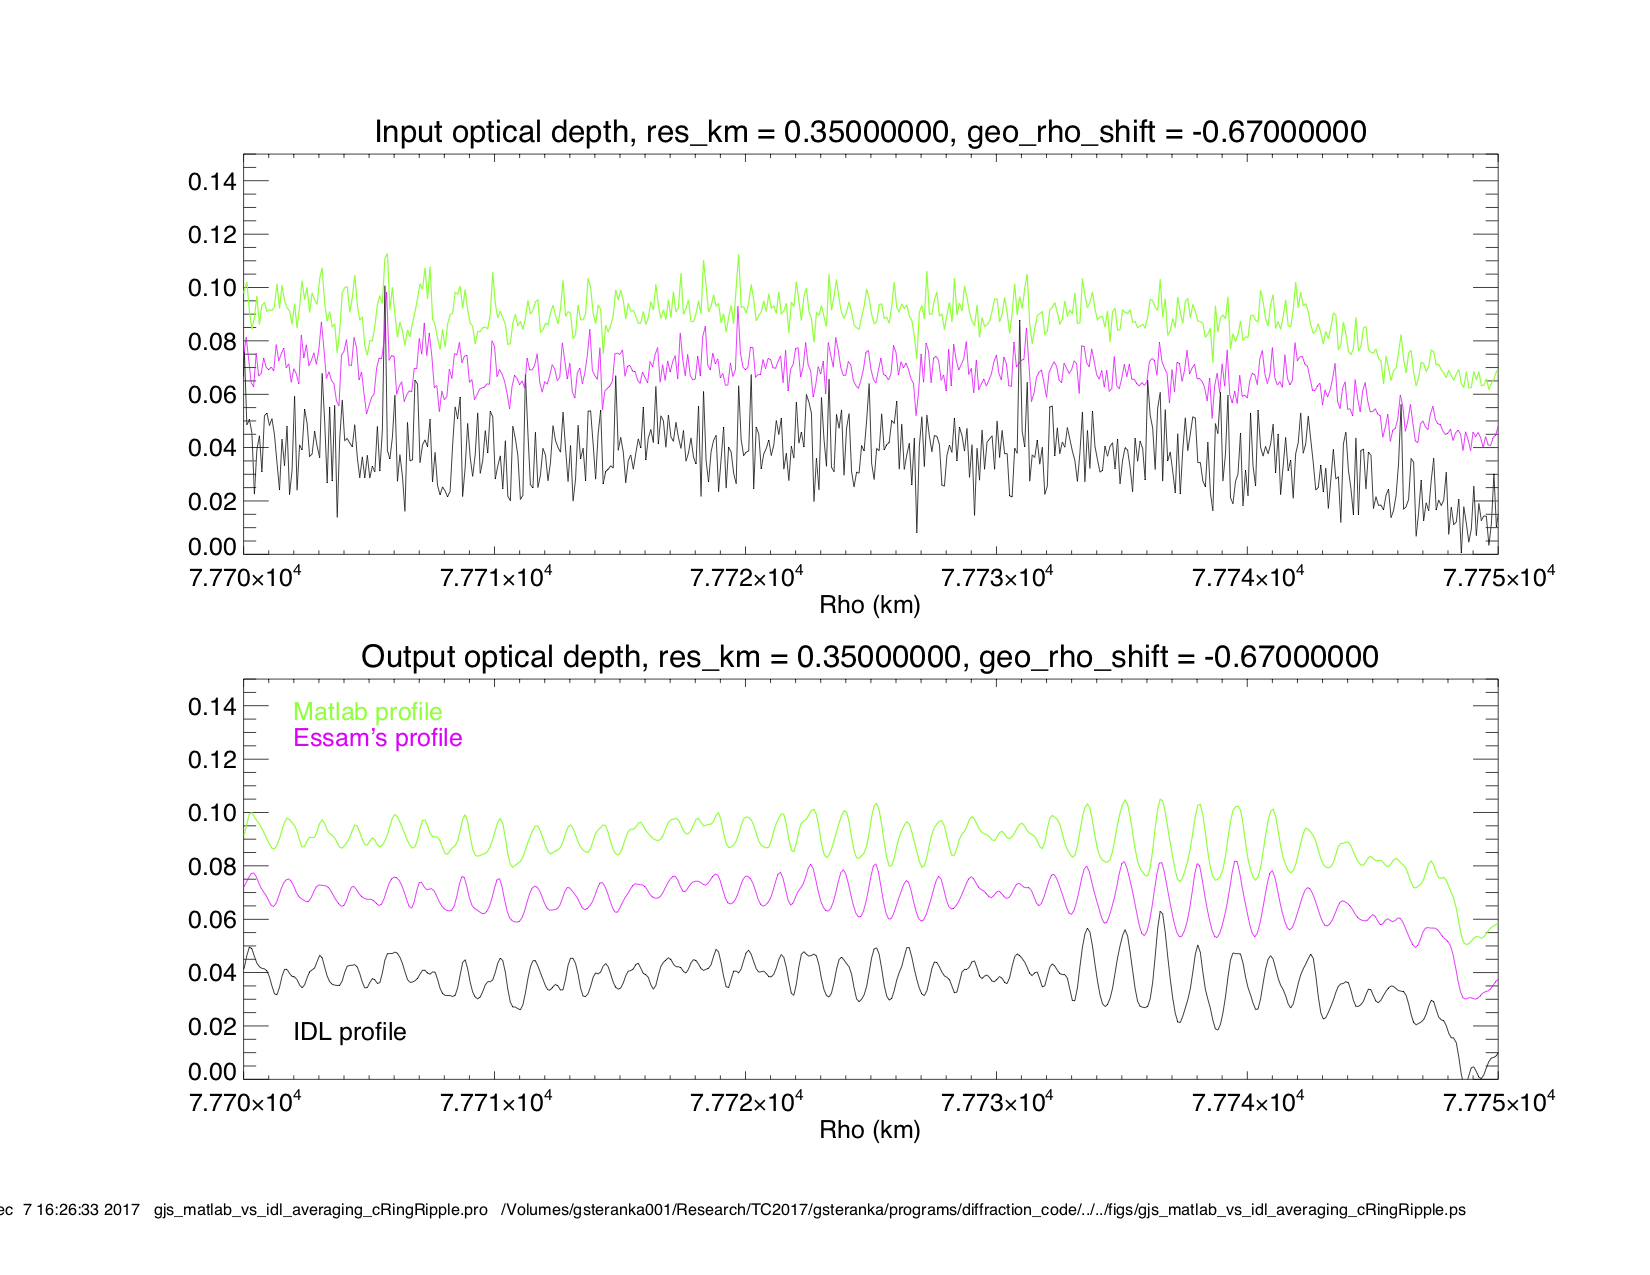 Input optical depth, res_km = 0.35000000, geo_rho_shift = -0.67000000
0.14
0.12
0.10
0.08
0.06
0.04
0.02
0.00
7.770×10⁴ 7.771×10⁴ 7.772×10⁴ 7.773×10⁴ 7.774×10⁴ 7.775×10⁴
Rho (km)
Output optical depth, res_km = 0.35000000, geo_rho_shift = -0.67000000
0.14
Matlab profile
Essam's profile
0.12
0.10
0.08
0.06
0.04
0.02
IDL profile
0.00
7.770×10⁴ 7.771×10⁴ 7.772×10⁴ 7.773×10⁴ 7.774×10⁴ 7.775×10⁴
Rho (km)
ec 7 16:26:33 2017 gjs_matlab_vs_idl_averaging_cRingRipple.pro /Volumes/gsteranka001/Research/TC2017/gsteranka/programs/diffraction_code/../../figs/gjs_matlab_vs_idl_averaging_cRingRipple.ps